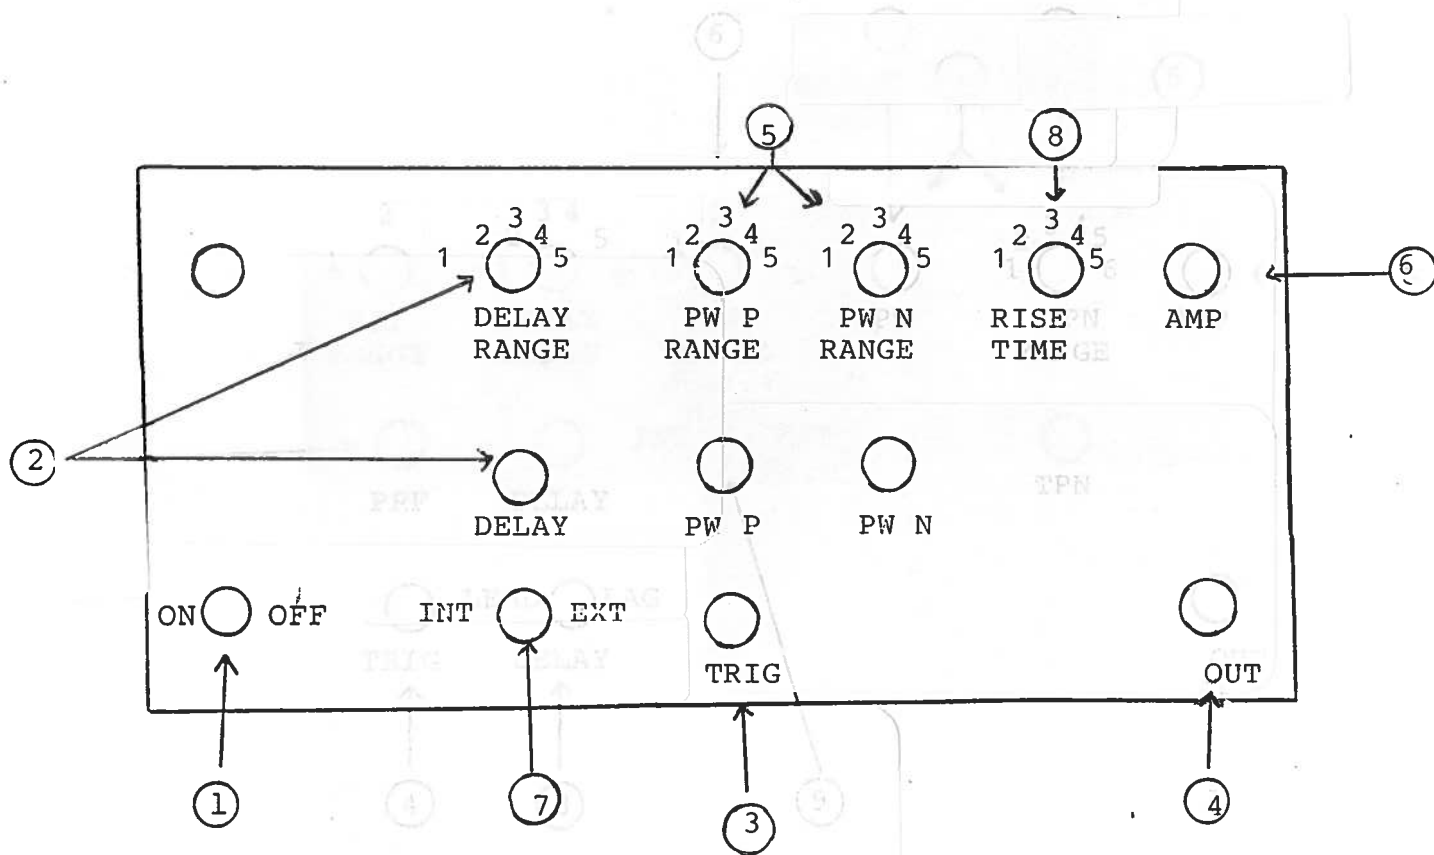 5 8
3 3 3 3
2 4 2 4 2 4 2 4
1 5 1 5 1 5 1 5
6
DELAY PW P PW N RISE AMP
RANGE RANGE RANGE TIME
2
DELAY PW P PW N
ON OFF INT EXT
TRIG OUT
1 7 3 4